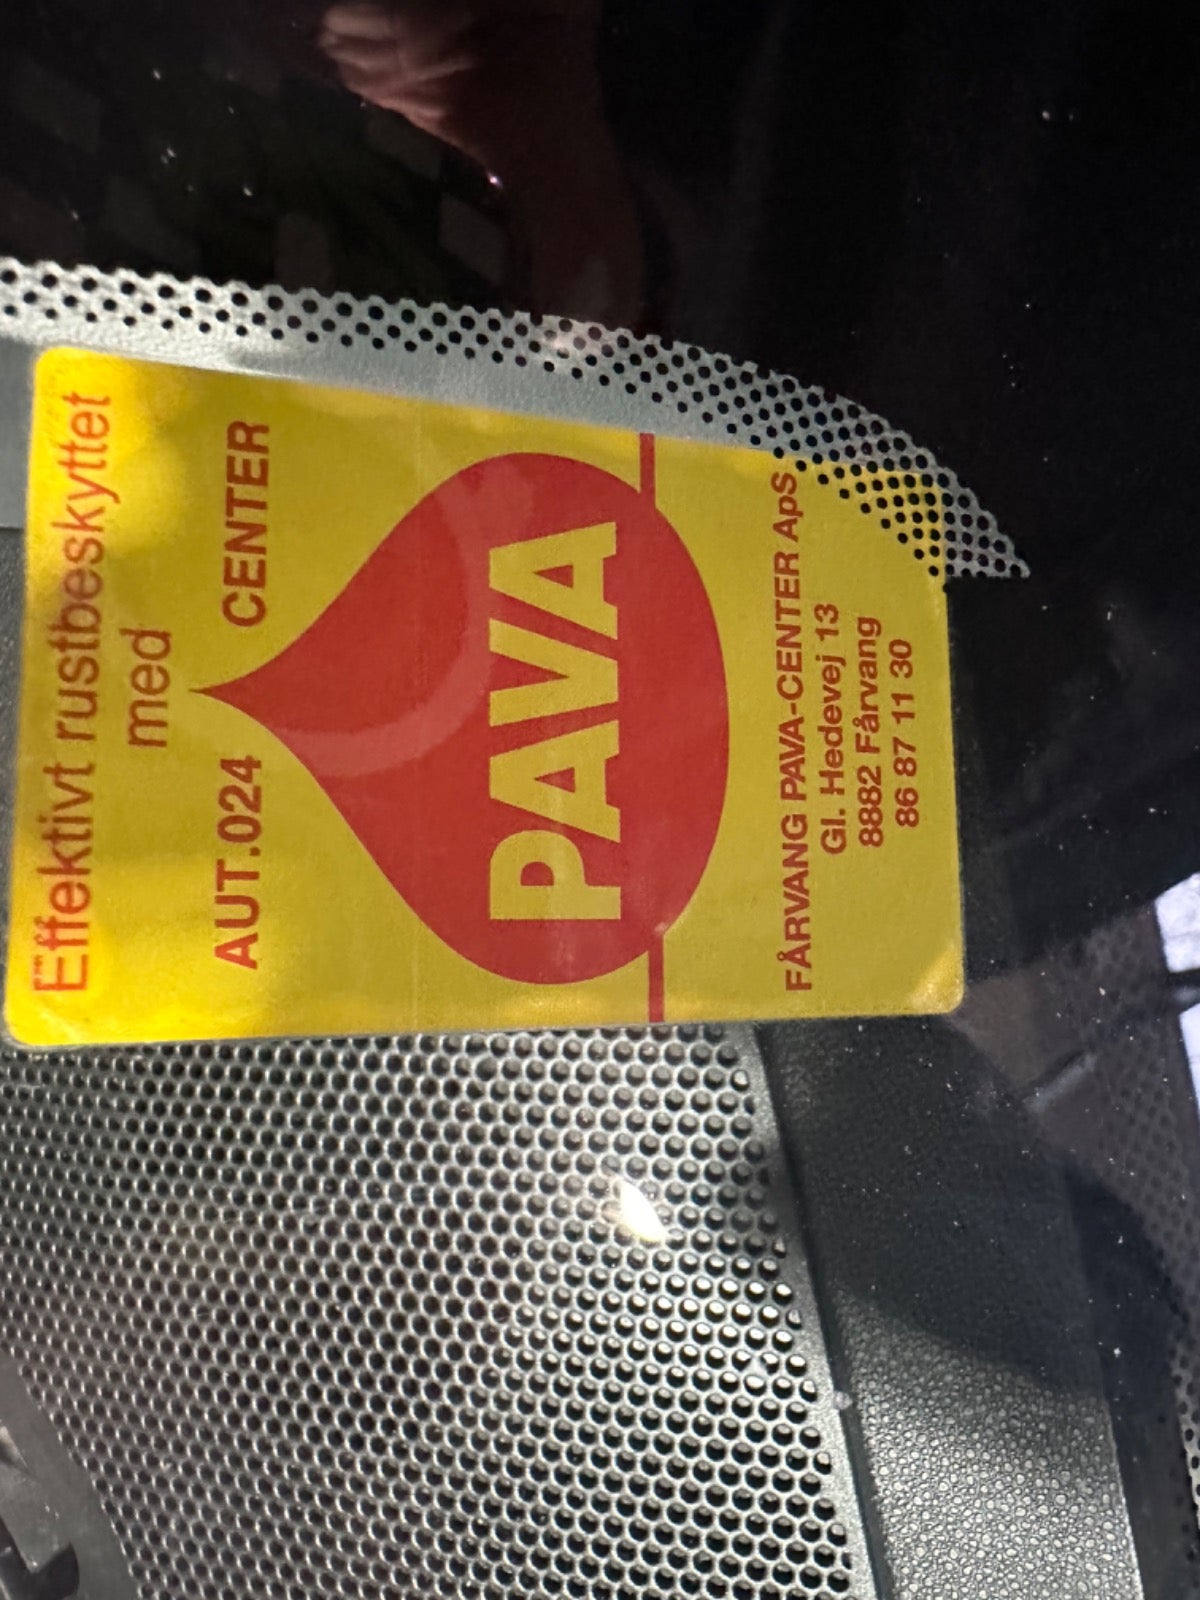 Effektivt rustbeskyttet
med
AUT.024 CENTER
PAVA
FÅRVANG PAVA-CENTER ApS
Gl. Hedevej 13
8882 Fårvang
86 87 11 30